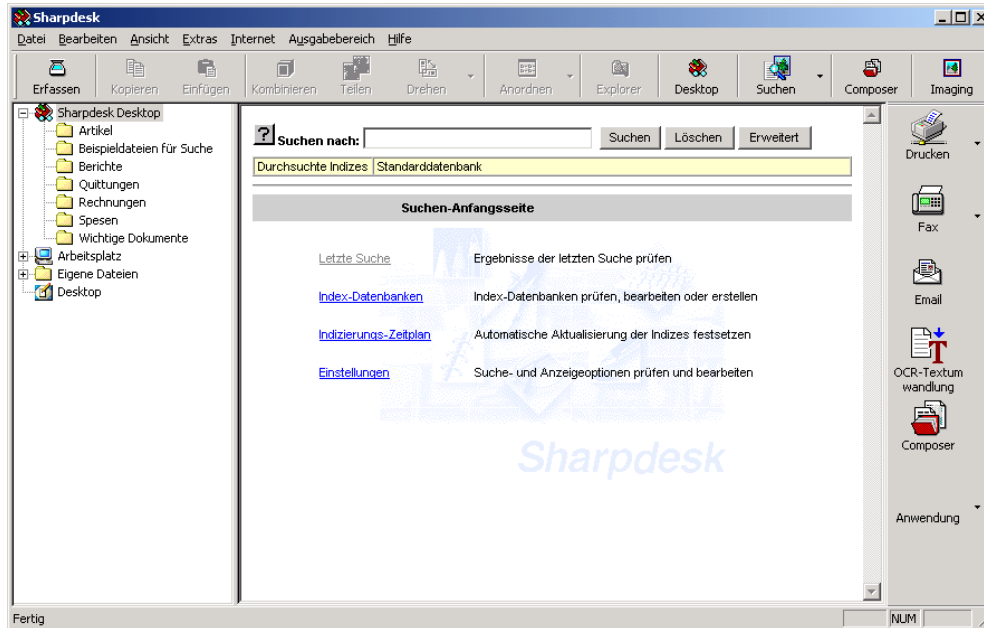 Sharpdesk
Datei Bearbeiten Ansicht Extras Internet Ausgabebereich Hilfe
Erfassen Kopieren Einfügen Kombinieren Teilen Drehen Anordnen Explorer Desktop Suchen Composer Imaging
Sharpdesk Desktop
Artikel
Beispieldateien für Suche
Berichte
Quittungen
Rechnungen
Spesen
Wichtige Dokumente
Arbeitsplatz
Eigene Dateien
Desktop
? Suchen nach: Suchen Löschen Erweitert
Durchsuchte Indizes Standarddatenbank
Suchen-Anfangsseite
Letzte Suche Ergebnisse der letzten Suche prüfen
Index-Datenbanken Index-Datenbanken prüfen, bearbeiten oder erstellen
Indizierungs-Zeitplan Automatische Aktualisierung der Indizes festsetzen
Einstellungen Suche- und Anzeigeoptionen prüfen und bearbeiten
Sharpdesk
Drucken
Fax
Email
OCR-Textum
wandlung
Composer
Anwendung
Fertig NUM